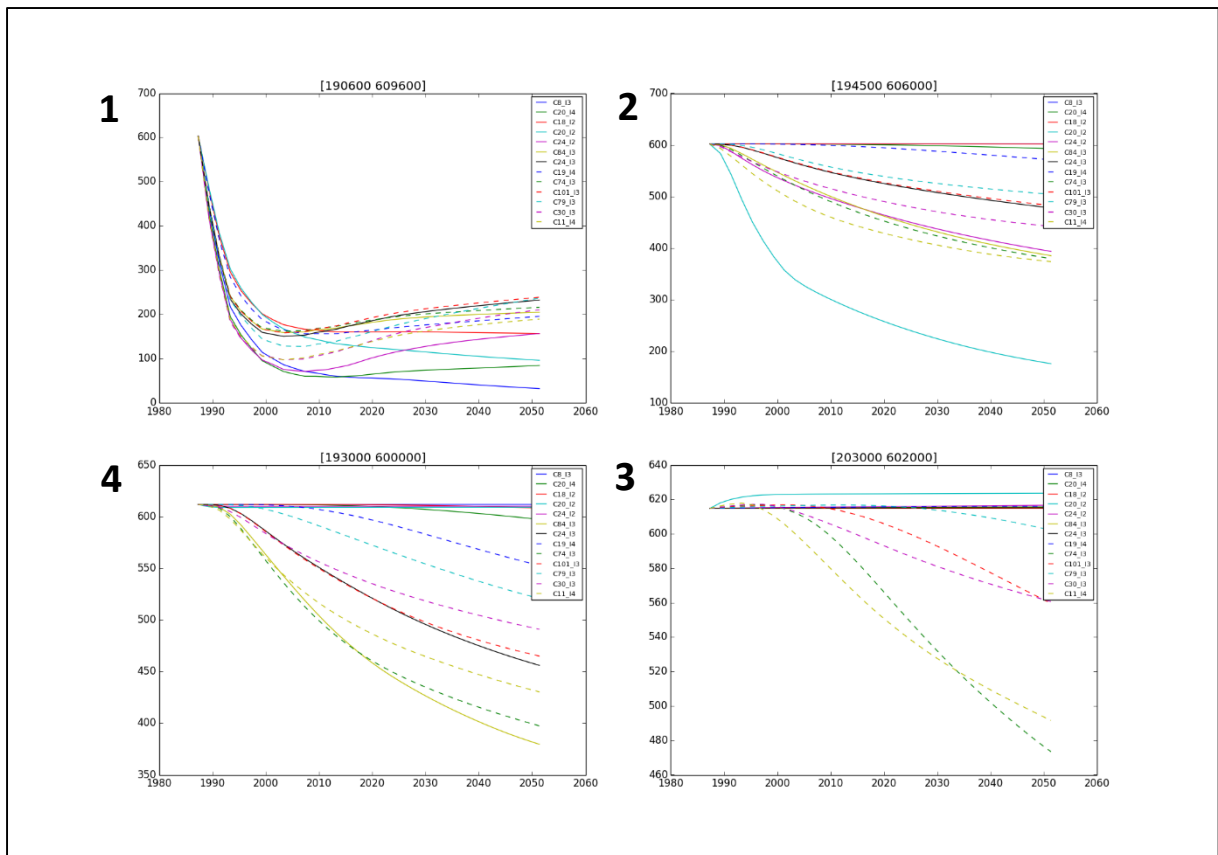 1
[190600 609600]
700
600
500
400
300
200
100
0
1980 1990 2000 2010 2020 2030 2040 2050 2060
C8_I3
C20_I4
C18_I2
C20_I2
C24_I2
C84_I3
C24_I3
C19_I4
C74_I3
C101_I3
C79_I3
C30_I3
C11_I4
2
[194500 606000]
700
600
500
400
300
200
100
1980 1990 2000 2010 2020 2030 2040 2050 2060
C8_I3
C20_I4
C18_I2
C20_I2
C24_I2
C84_I3
C24_I3
C19_I4
C74_I3
C101_I3
C79_I3
C30_I3
C11_I4
4
[193000 600000]
650
600
550
500
450
400
350
1980 1990 2000 2010 2020 2030 2040 2050 2060
C8_I3
C20_I4
C18_I2
C20_I2
C24_I2
C84_I3
C24_I3
C19_I4
C74_I3
C101_I3
C79_I3
C30_I3
C11_I4
3
[203000 602000]
640
620
600
580
560
540
520
500
480
460
1980 1990 2000 2010 2020 2030 2040 2050 2060
C8_I3
C20_I4
C18_I2
C20_I2
C24_I2
C84_I3
C24_I3
C19_I4
C74_I3
C101_I3
C79_I3
C30_I3
C11_I4